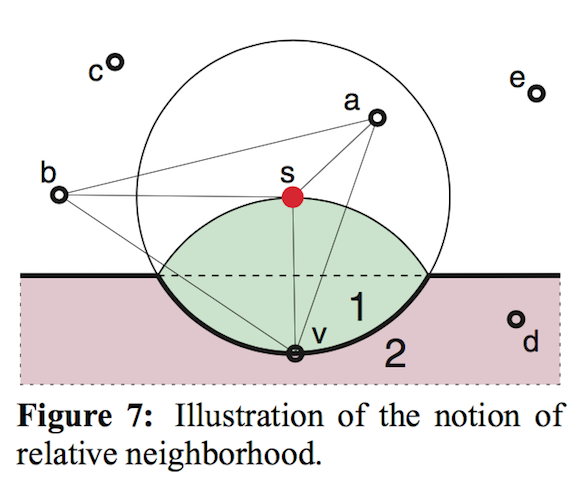 c
e
a
b
s
1
v
2
d
Figure 7: Illustration of the notion of
relative neighborhood.